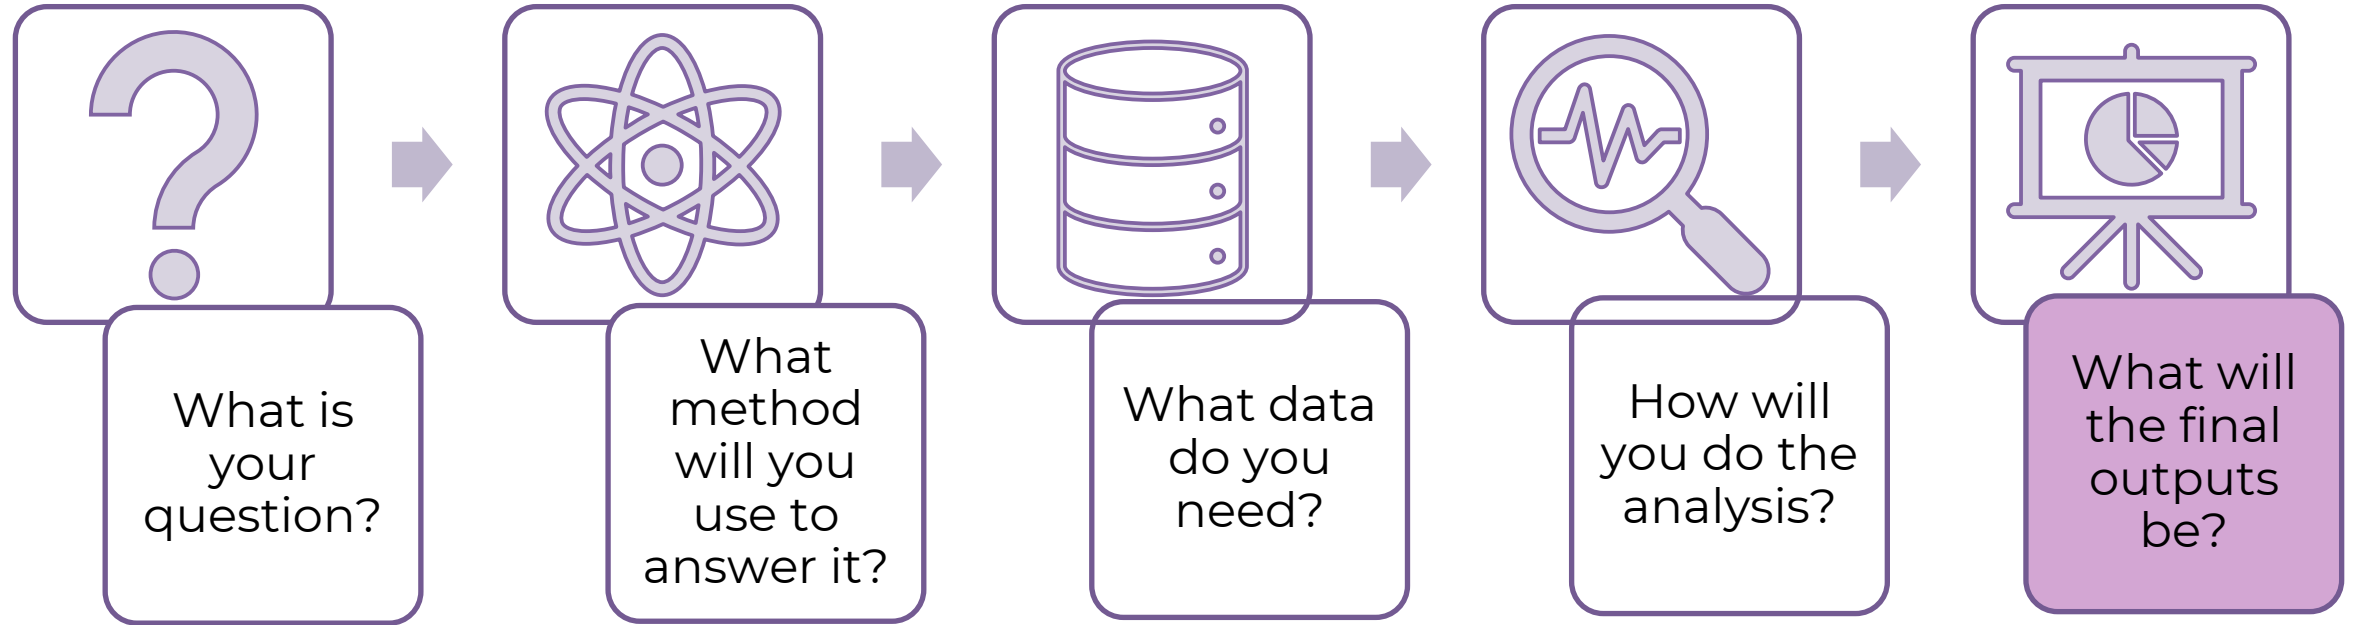 What is
your
question?
What
method
will you
use to
answer it?
What data
do you
need?
How will
you do the
analysis?
What will
the final
outputs
be?